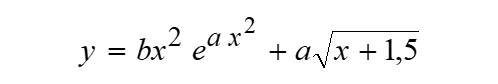 y = bx² e^{a x²} + a√(x + 1,5)